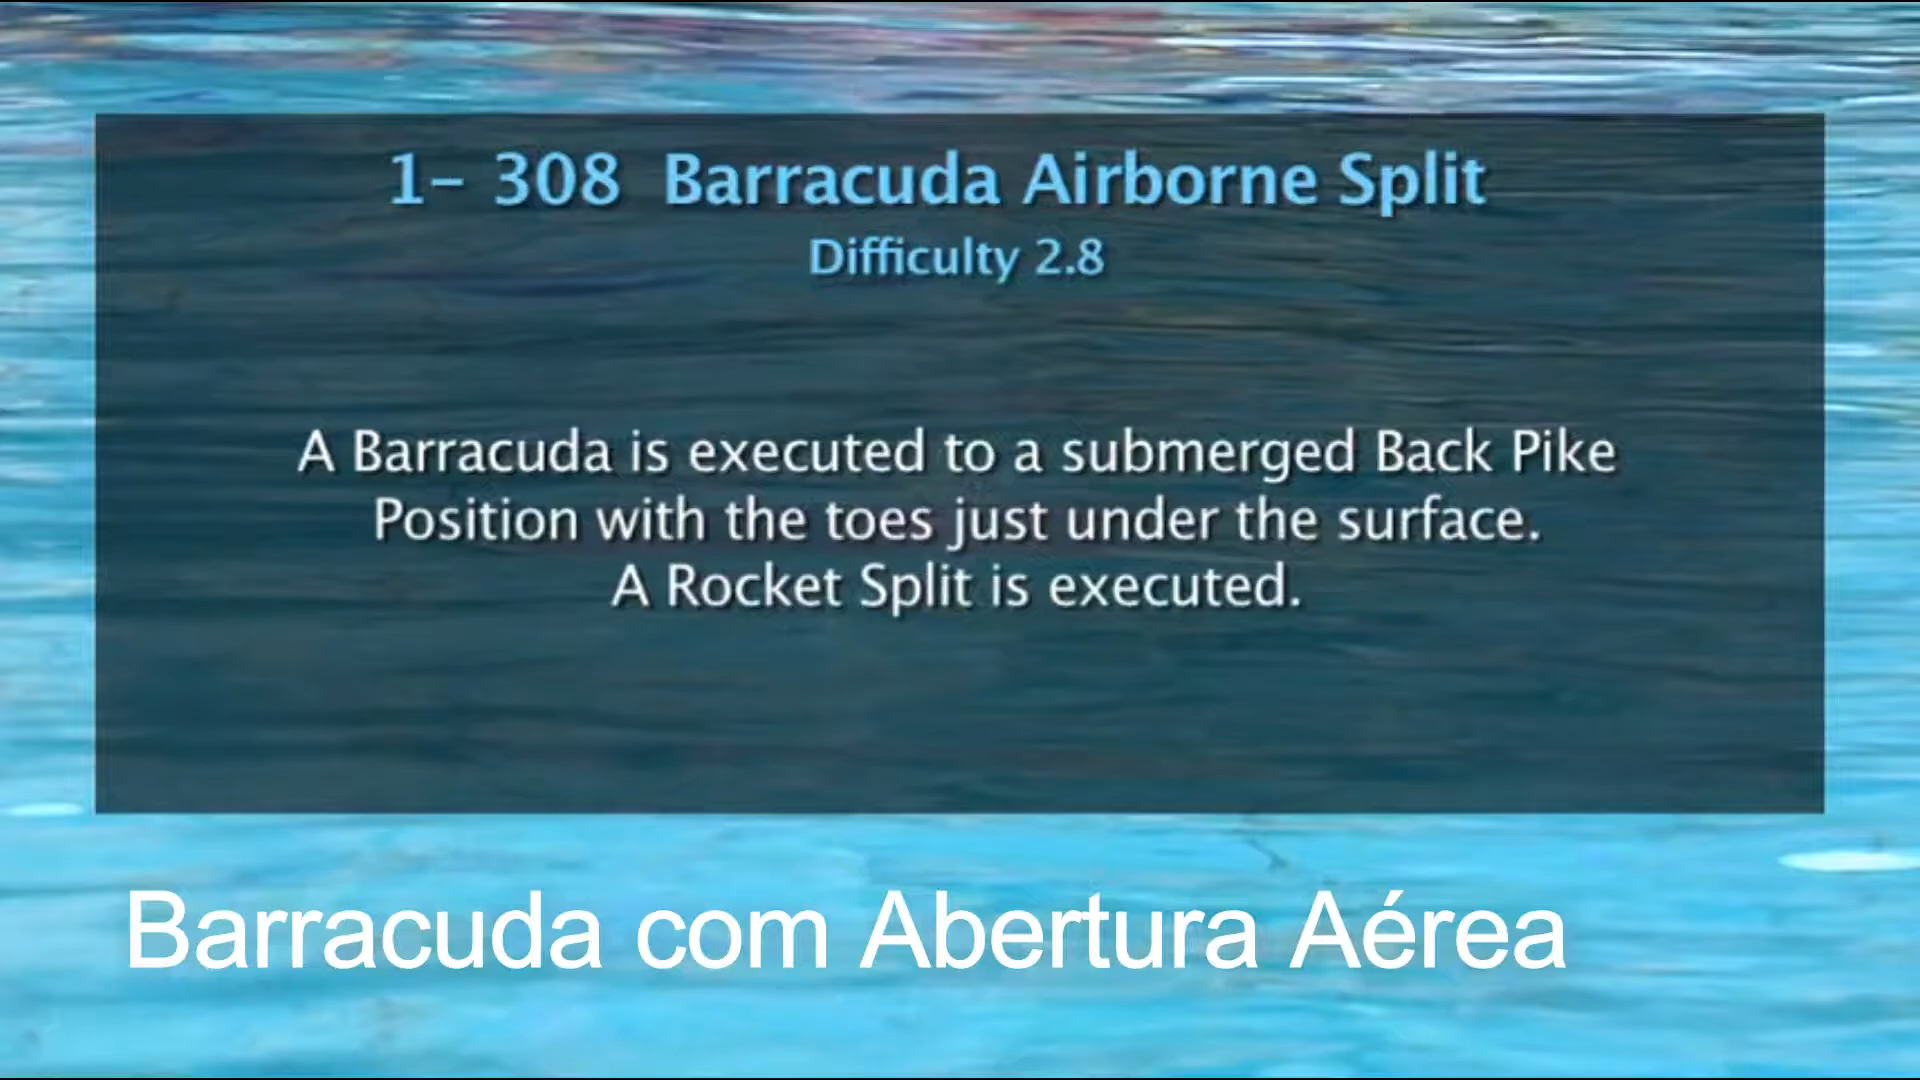 1- 308 Barracuda Airborne Split
Difficulty 2.8
A Barracuda is executed to a submerged Back Pike
Position with the toes just under the surface.
A Rocket Split is executed.
Barracuda com Abertura Aérea